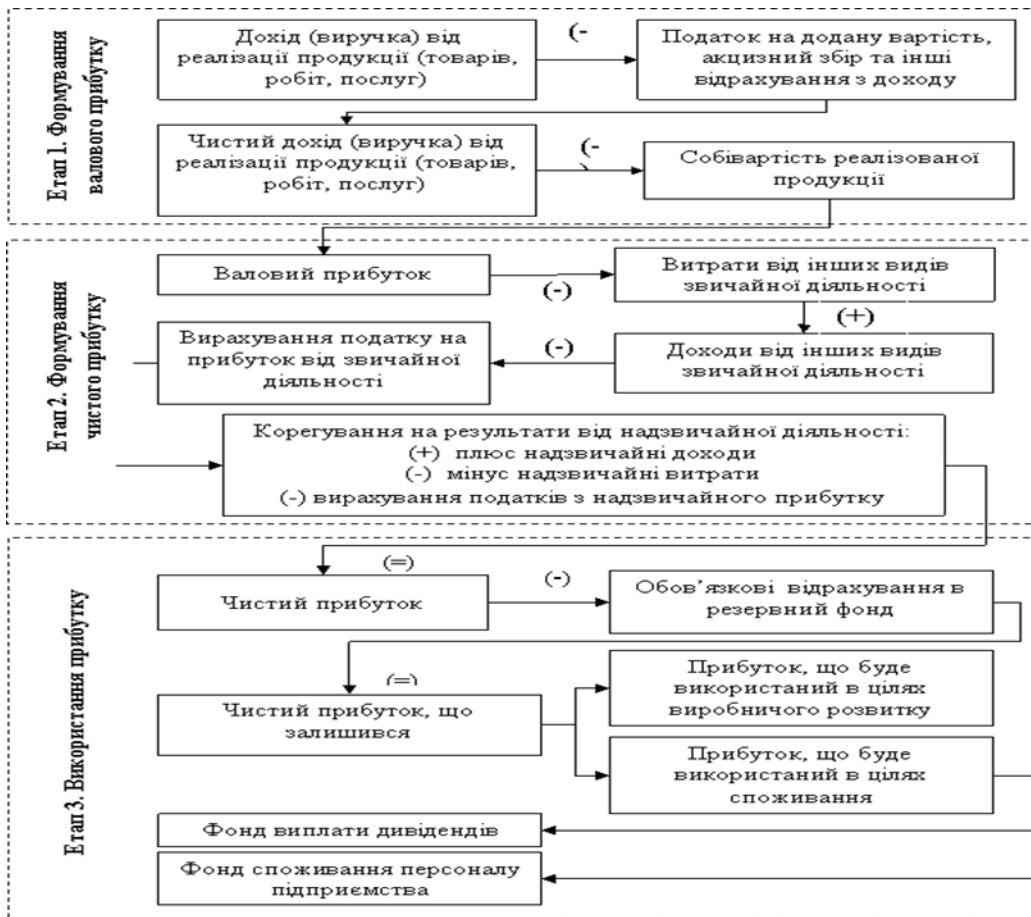 Етап 1. Формування
валового прибутку
Дохід (виручка) від
реалізації продукції (товарів,
робіт, послуг)
(-
Податок на додану вартість,
акцизний збір та інші
відрахування з доходу
Чистий дохід (виручка) від
реалізації продукції (товарів,
робіт, послуг)
(-
Собівартість реалізованої
продукції
Етап 2. Формування
чистого прибутку
Валовий прибуток
(-)
Витрати від інших видів
звичайної діяльності
(+)
Вирахування податку на
прибуток від звичайної
діяльності
(-)
Доходи від інших видів
звичайної діяльності
Корегування на результати від надзвичайної діяльності:
(+) плюс надзвичайні доходи
(-) мінус надзвичайні витрати
(-) вирахування податків з надзвичайного прибутку
Етап 3. Використання прибутку
(=)
Чистий прибуток
(-)
Обов’язкові відрахування в
резервний фонд
(=)
Чистий прибуток, що
залишився
Прибуток, що буде
використаний в цілях
виробничого розвитку
Прибуток, що буде
використаний в цілях
споживання
Фонд виплати дивідендів
Фонд споживання персоналу
підприємства